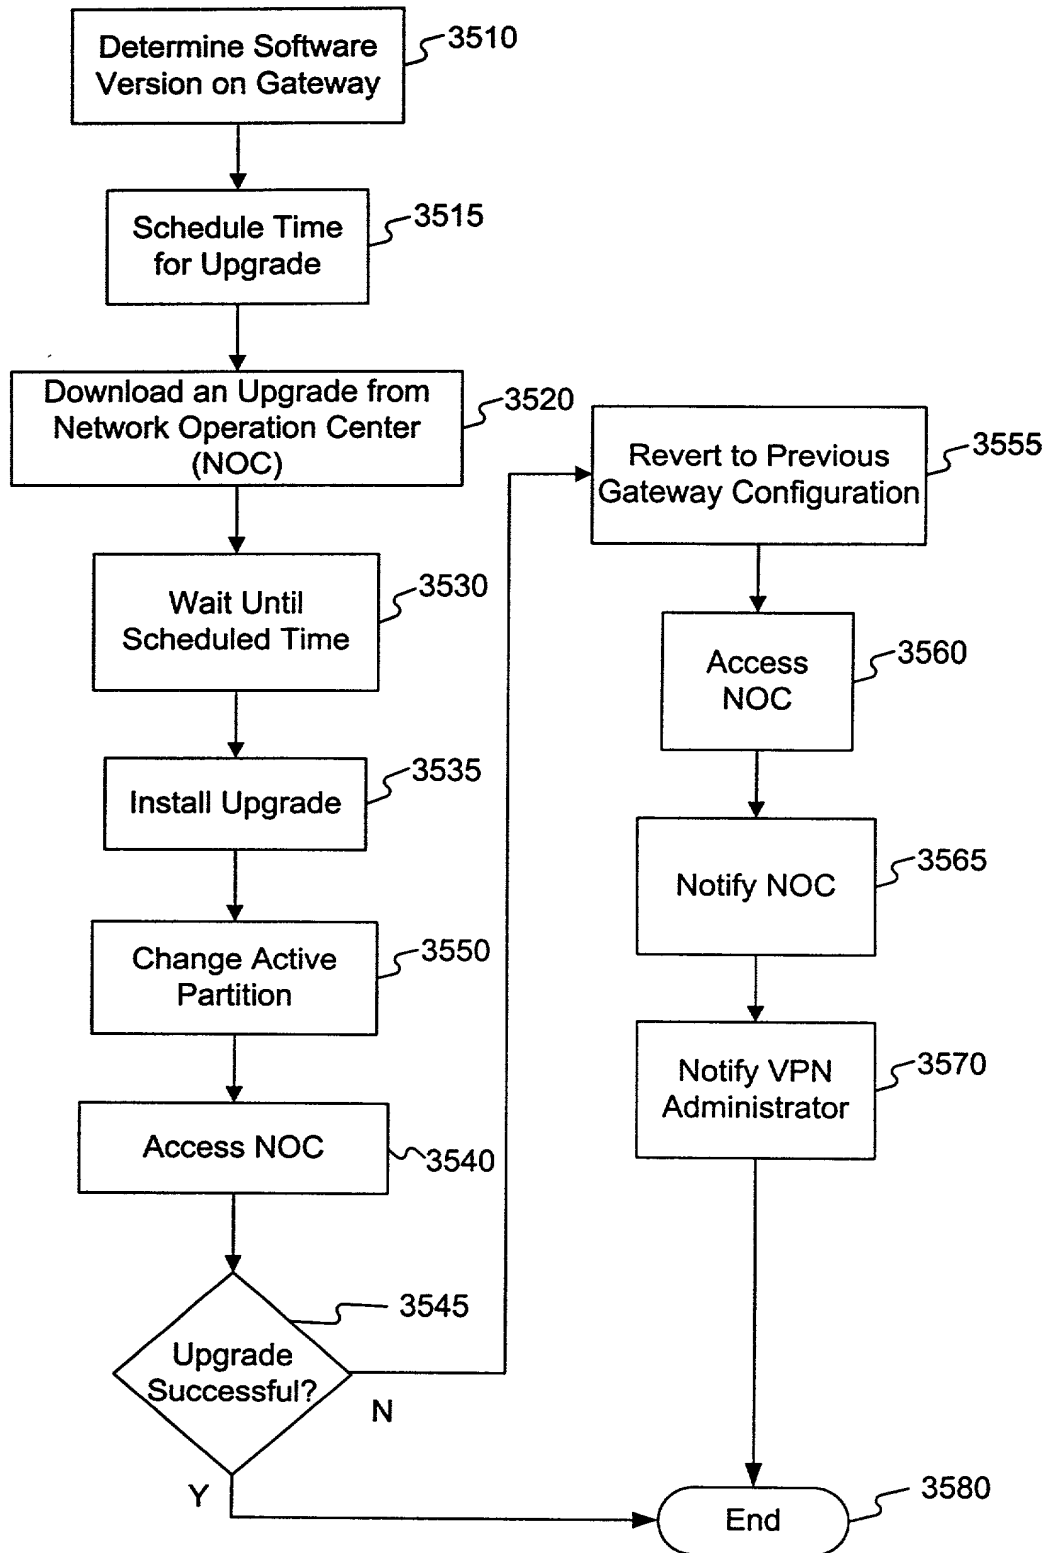 Determine Software
Version on Gateway
3510
Schedule Time
for Upgrade
3515
Download an Upgrade from
Network Operation Center
(NOC)
3520
Wait Until
Scheduled Time
3530
Install Upgrade
3535
Change Active
Partition
3550
Access NOC
3540
Upgrade
Successful?
3545
N
Y
Revert to Previous
Gateway Configuration
3555
Access
NOC
3560
Notify NOC
3565
Notify VPN
Administrator
3570
End
3580